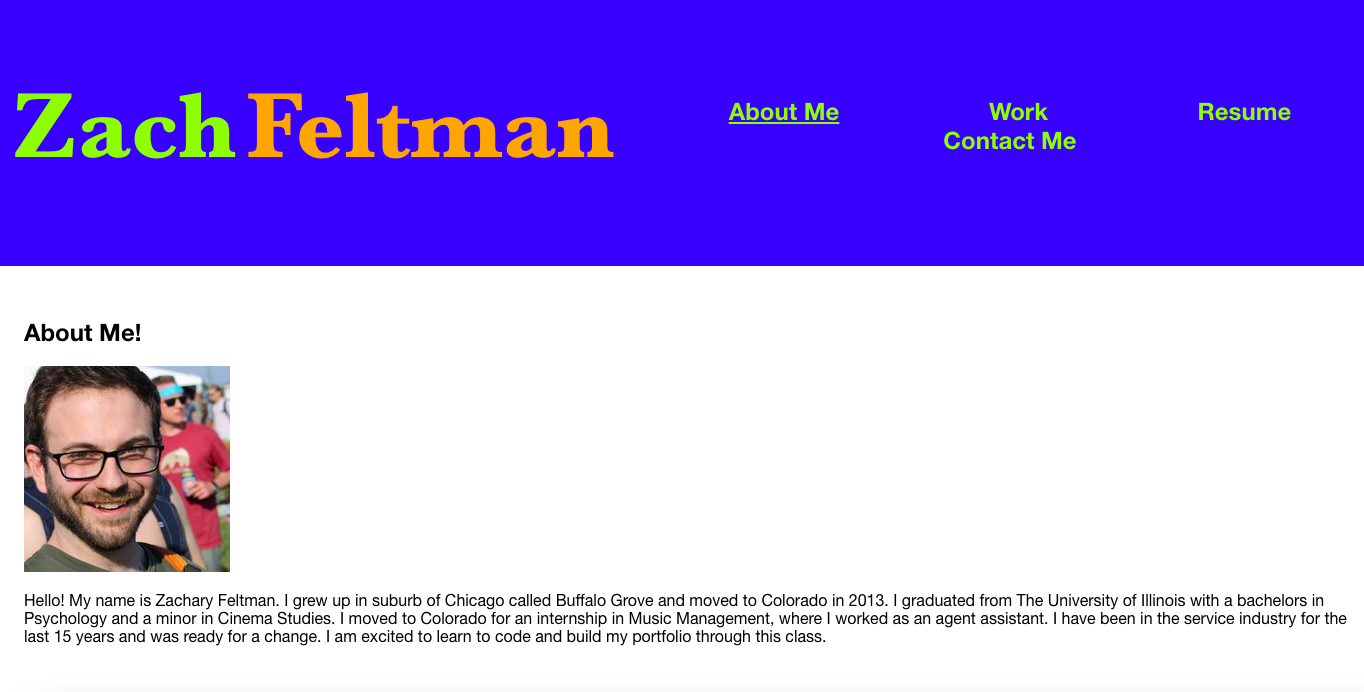 Zach Feltman
About Me Work Resume
Contact Me
About Me!
Hello! My name is Zachary Feltman. I grew up in suburb of Chicago called Buffalo Grove and moved to Colorado in 2013. I graduated from The University of Illinois with a bachelors in
Psychology and a minor in Cinema Studies. I moved to Colorado for an internship in Music Management, where I worked as an agent assistant. I have been in the service industry for the
last 15 years and was ready for a change. I am excited to learn to code and build my portfolio through this class.